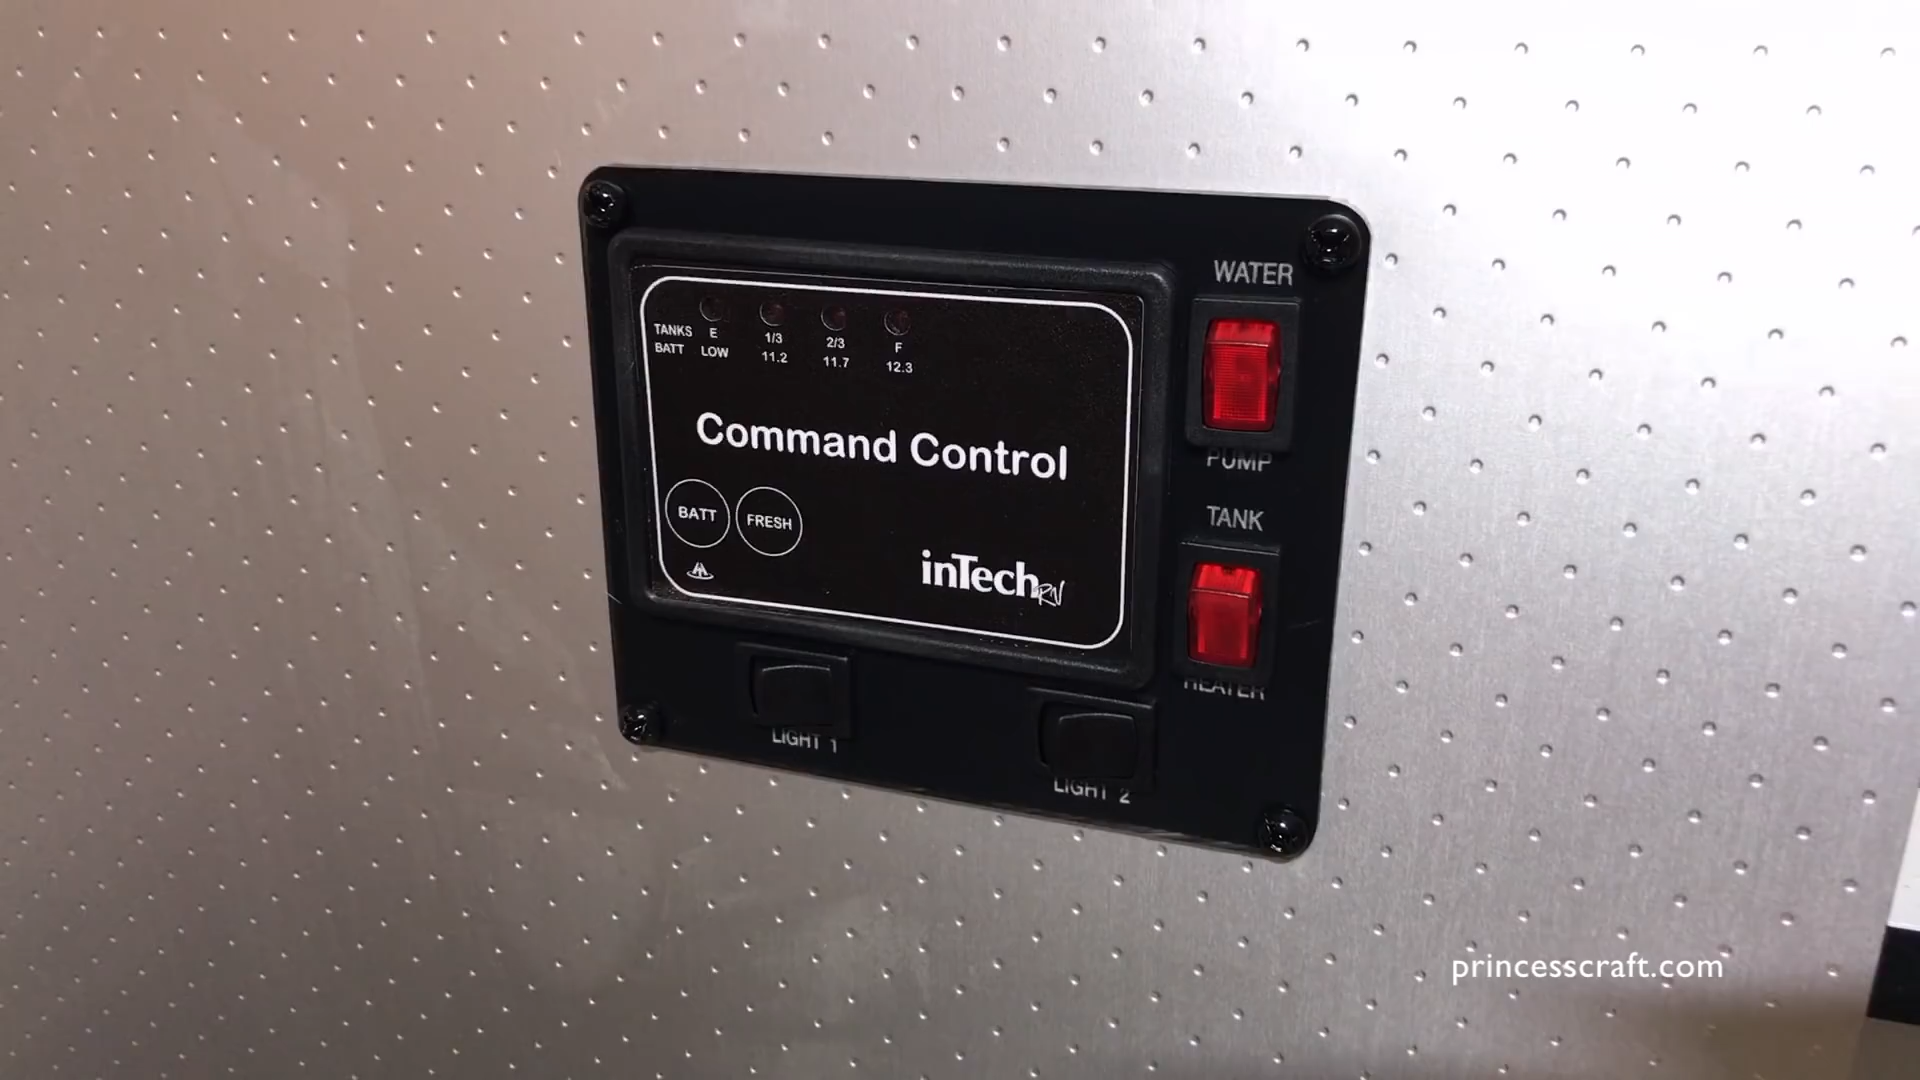 WATER
TANKS E 1/3 2/3 F
BATT LOW 11.2 11.7 12.3
Command Control
PUMP
BATT FRESH
TANK
inTech RV
HEATER
LIGHT 1
LIGHT 2
princesscraft.com